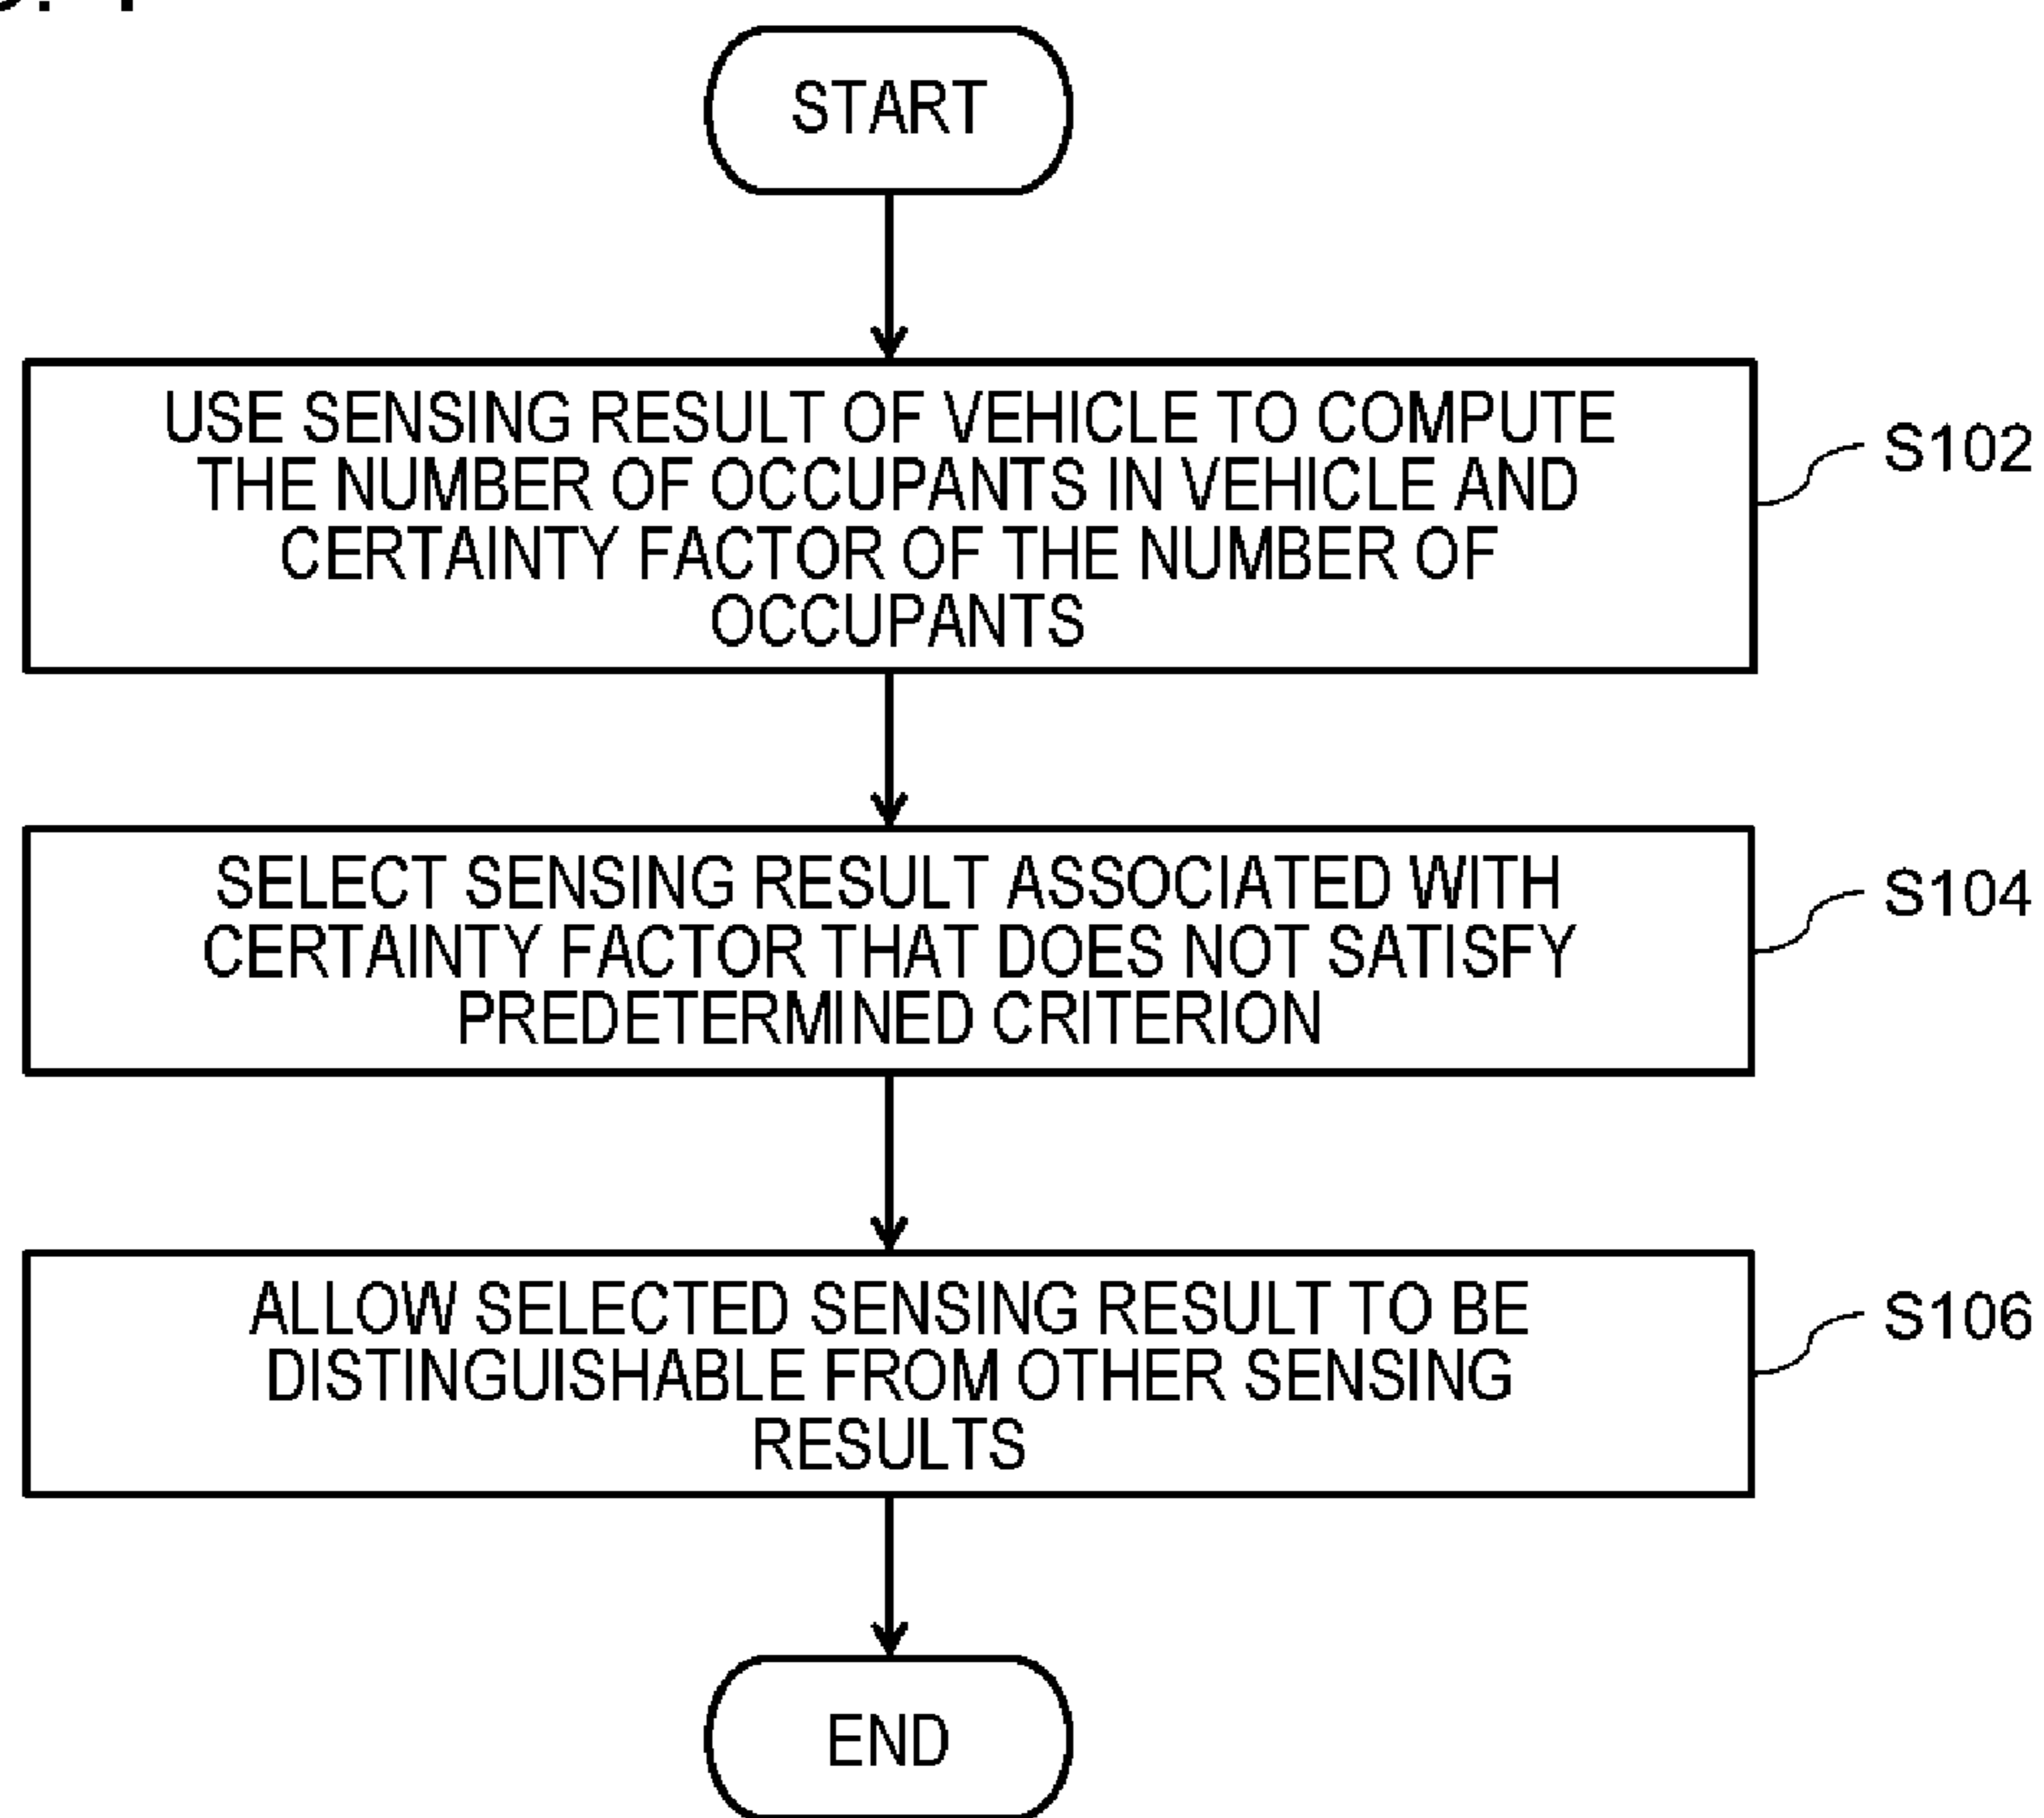 START
USE SENSING RESULT OF VEHICLE TO COMPUTE
THE NUMBER OF OCCUPANTS IN VEHICLE AND
CERTAINTY FACTOR OF THE NUMBER OF
OCCUPANTS
S102
SELECT SENSING RESULT ASSOCIATED WITH
CERTAINTY FACTOR THAT DOES NOT SATISFY
PREDETERMINED CRITERION
S104
ALLOW SELECTED SENSING RESULT TO BE
DISTINGUISHABLE FROM OTHER SENSING
RESULTS
S106
END